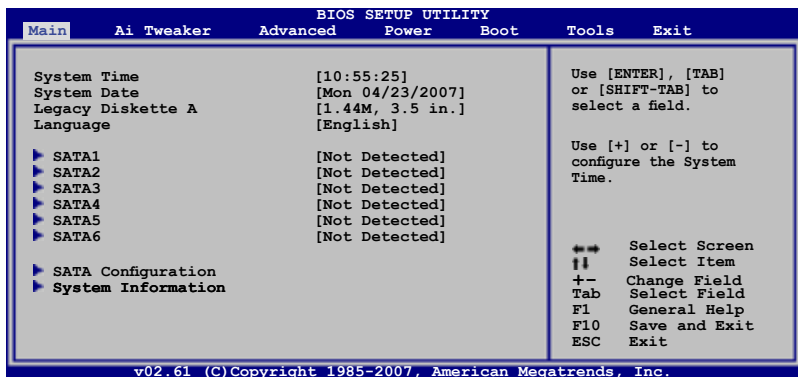 BIOS SETUP UTILITY
Main Ai Tweaker Advanced Power Boot Tools Exit
System Time [10:55:25]
System Date [Mon 04/23/2007]
Legacy Diskette A [1.44M, 3.5 in.]
Language [English]
SATA1 [Not Detected]
SATA2 [Not Detected]
SATA3 [Not Detected]
SATA4 [Not Detected]
SATA5 [Not Detected]
SATA6 [Not Detected]
SATA Configuration
System Information
Use [ENTER], [TAB]
or [SHIFT-TAB] to
select a field.
Use [+] or [-] to
configure the System
Time.
Select Screen
Select Item
+- Change Field
Tab Select Field
F1 General Help
F10 Save and Exit
ESC Exit
v02.61 (C)Copyright 1985-2007, American Megatrends, Inc.